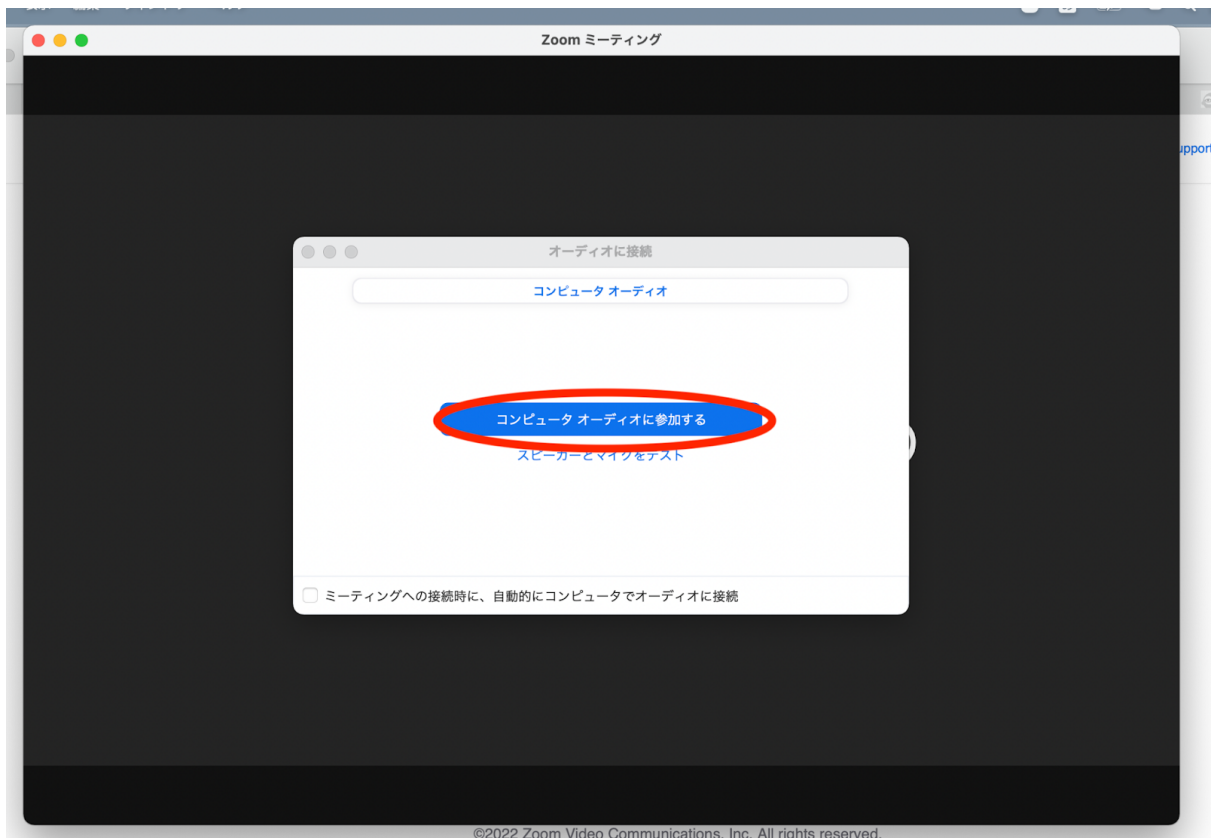 Zoom ミーティング
upport
オーディオに接続
コンピュータ オーディオ
コンピュータ オーディオに参加する
スピーカーとマイクをテスト
ミーティングへの接続時に、自動的にコンピュータでオーディオに接続
©2022 Zoom Video Communications, Inc. All rights reserved.